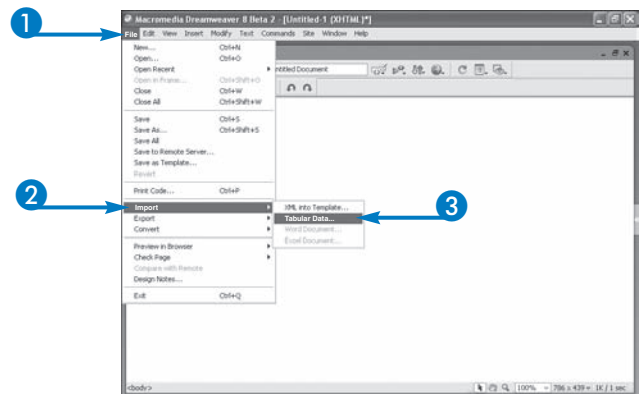 1
Macromedia Dreamweaver 8 Beta 2 - [Untitled-1 (XHTML)*]
File Edit View Insert Modify Text Commands Site Window Help
New... Ctrl+N
Open... Ctrl+O
Open Recent
ntitled Document
Open in Frame... Ctrl+Shift+O
Close Ctrl+W
Close All Ctrl+Shift+W
Save Ctrl+S
Save As... Ctrl+Shift+S
Save All
Save to Remote Server...
Save as Template...
Revert
Print Code... Ctrl+P
2
Import
XML into Template...
Export
Tabular Data...
3
Convert
Word Document...
Excel Document...
Preview in Browser
Check Page
Compare with Remote
Design Notes...
Exit Ctrl+Q
<body>
100% 786 x 439 1K / 1 sec